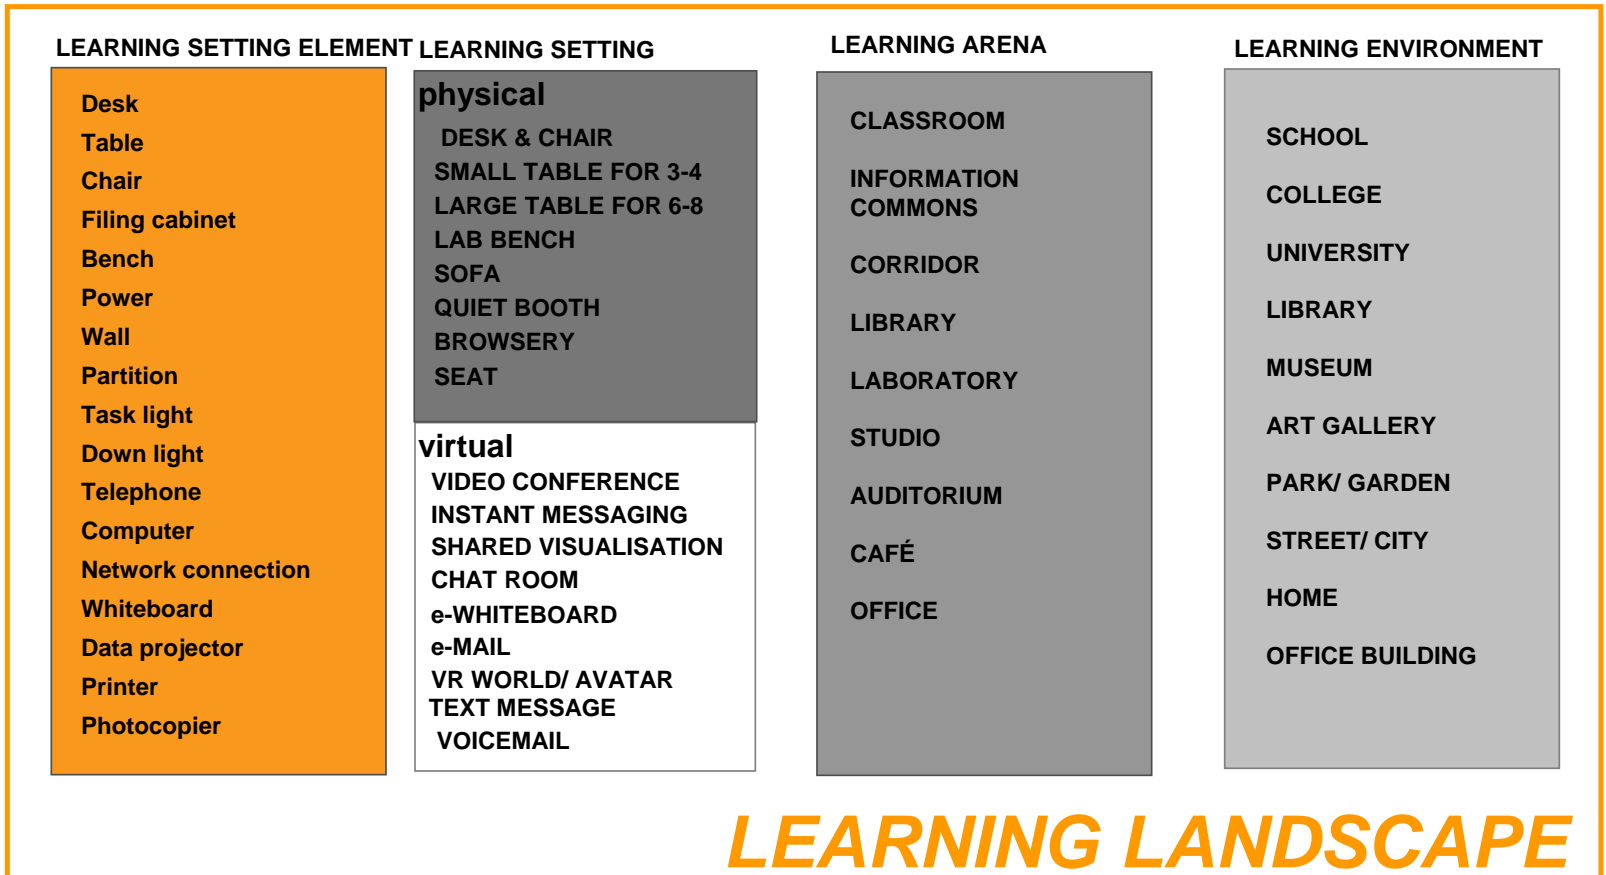 LEARNING SETTING ELEMENT
Desk
Table
Chair
Filing cabinet
Bench
Power
Wall
Partition
Task light
Down light
Telephone
Computer
Network connection
Whiteboard
Data projector
Printer
Photocopier
LEARNING SETTING
physical
DESK & CHAIR
SMALL TABLE FOR 3-4
LARGE TABLE FOR 6-8
LAB BENCH
SOFA
QUIET BOOTH
BROWSERY
SEAT
virtual
VIDEO CONFERENCE
INSTANT MESSAGING
SHARED VISUALISATION
CHAT ROOM
e-WHITEBOARD
e-MAIL
VR WORLD/ AVATAR
TEXT MESSAGE
VOICEMAIL
LEARNING ARENA
CLASSROOM
INFORMATION
COMMONS
CORRIDOR
LIBRARY
LABORATORY
STUDIO
AUDITORIUM
CAFÉ
OFFICE
LEARNING ENVIRONMENT
SCHOOL
COLLEGE
UNIVERSITY
LIBRARY
MUSEUM
ART GALLERY
PARK/ GARDEN
STREET/ CITY
HOME
OFFICE BUILDING
LEARNING LANDSCAPE